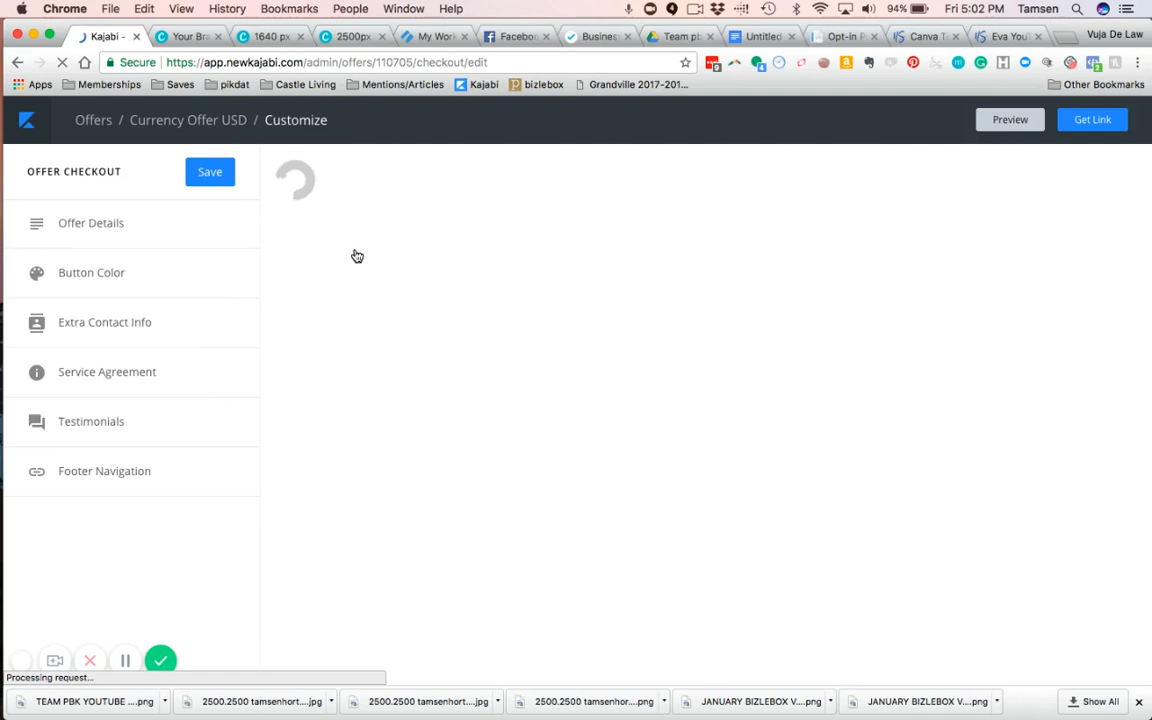 Chrome File Edit View History Bookmarks People Window Help 94% Fri 5:02 PM Tamsen
Kajabi - Your Bra 1640 px 2500px My Work Faceboo Busines Team pb Untitled Opt-in P Canva T Eva YouT Vuja De Law
Secure https://app.newkajabi.com/admin/offers/110705/checkout/edit
Apps Memberships Saves pikdat Castle Living Mentions/Articles Kajabi bizlebox Grandville 2017-201... Other Bookmarks
Offers / Currency Offer USD / Customize Preview Get Link
OFFER CHECKOUT Save
Offer Details
Button Color
Extra Contact Info
Service Agreement
Testimonials
Footer Navigation
Processing request...
TEAM PBK YOUTUBE ....png 2500.2500 tamsenhort...jpg 2500.2500 tamsenhort...jpg 2500.2500 tamsenhor...png JANUARY BIZLEBOX V....png JANUARY BIZLEBOX V....png Show All